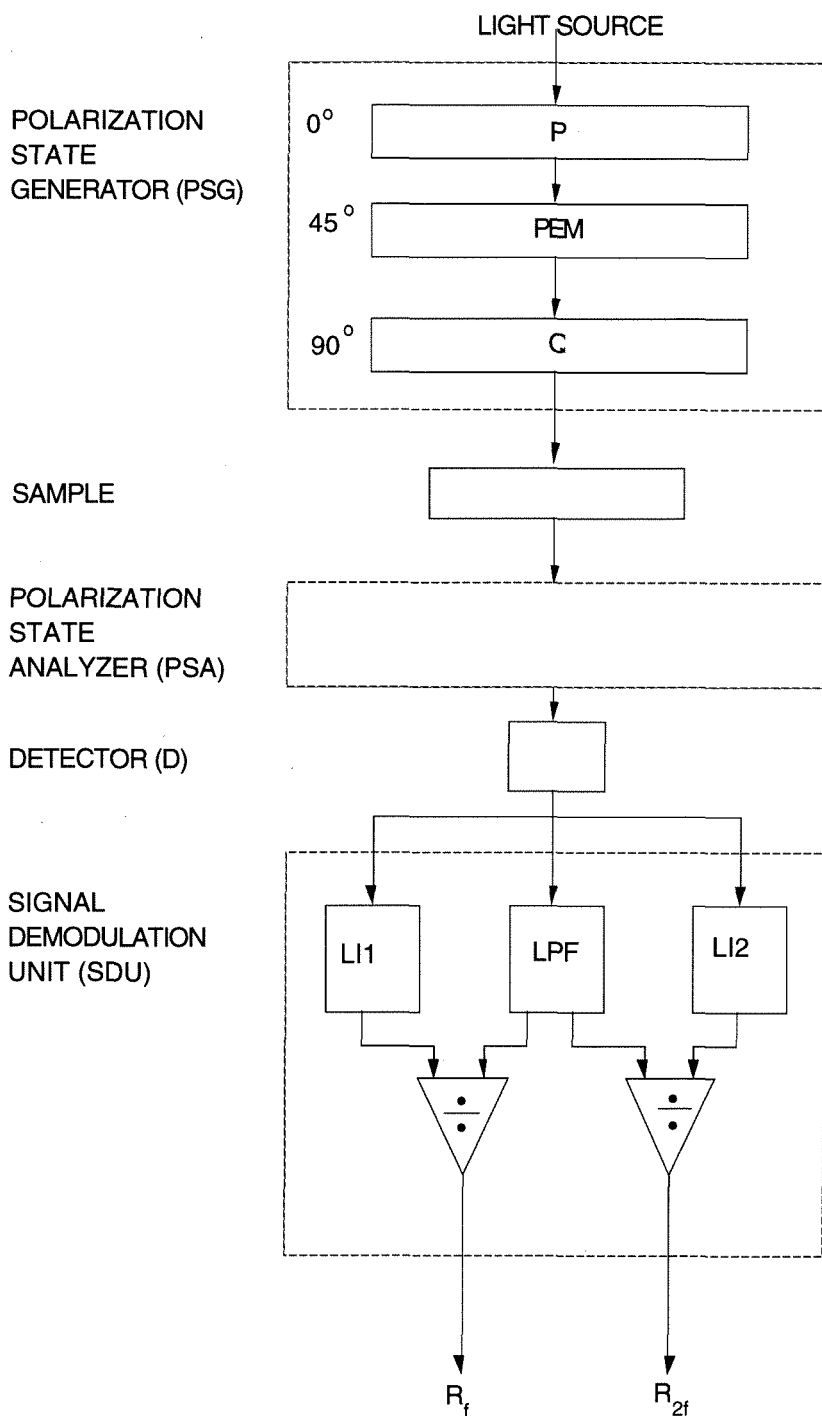 LIGHT SOURCE
POLARIZATION
STATE
GENERATOR (PSG)
0°
P
45°
PEM
90°
Q
SAMPLE
POLARIZATION
STATE
ANALYZER (PSA)
DETECTOR (D)
SIGNAL
DEMODULATION
UNIT (SDU)
LI1
LPF
LI2
R_f
R_2f